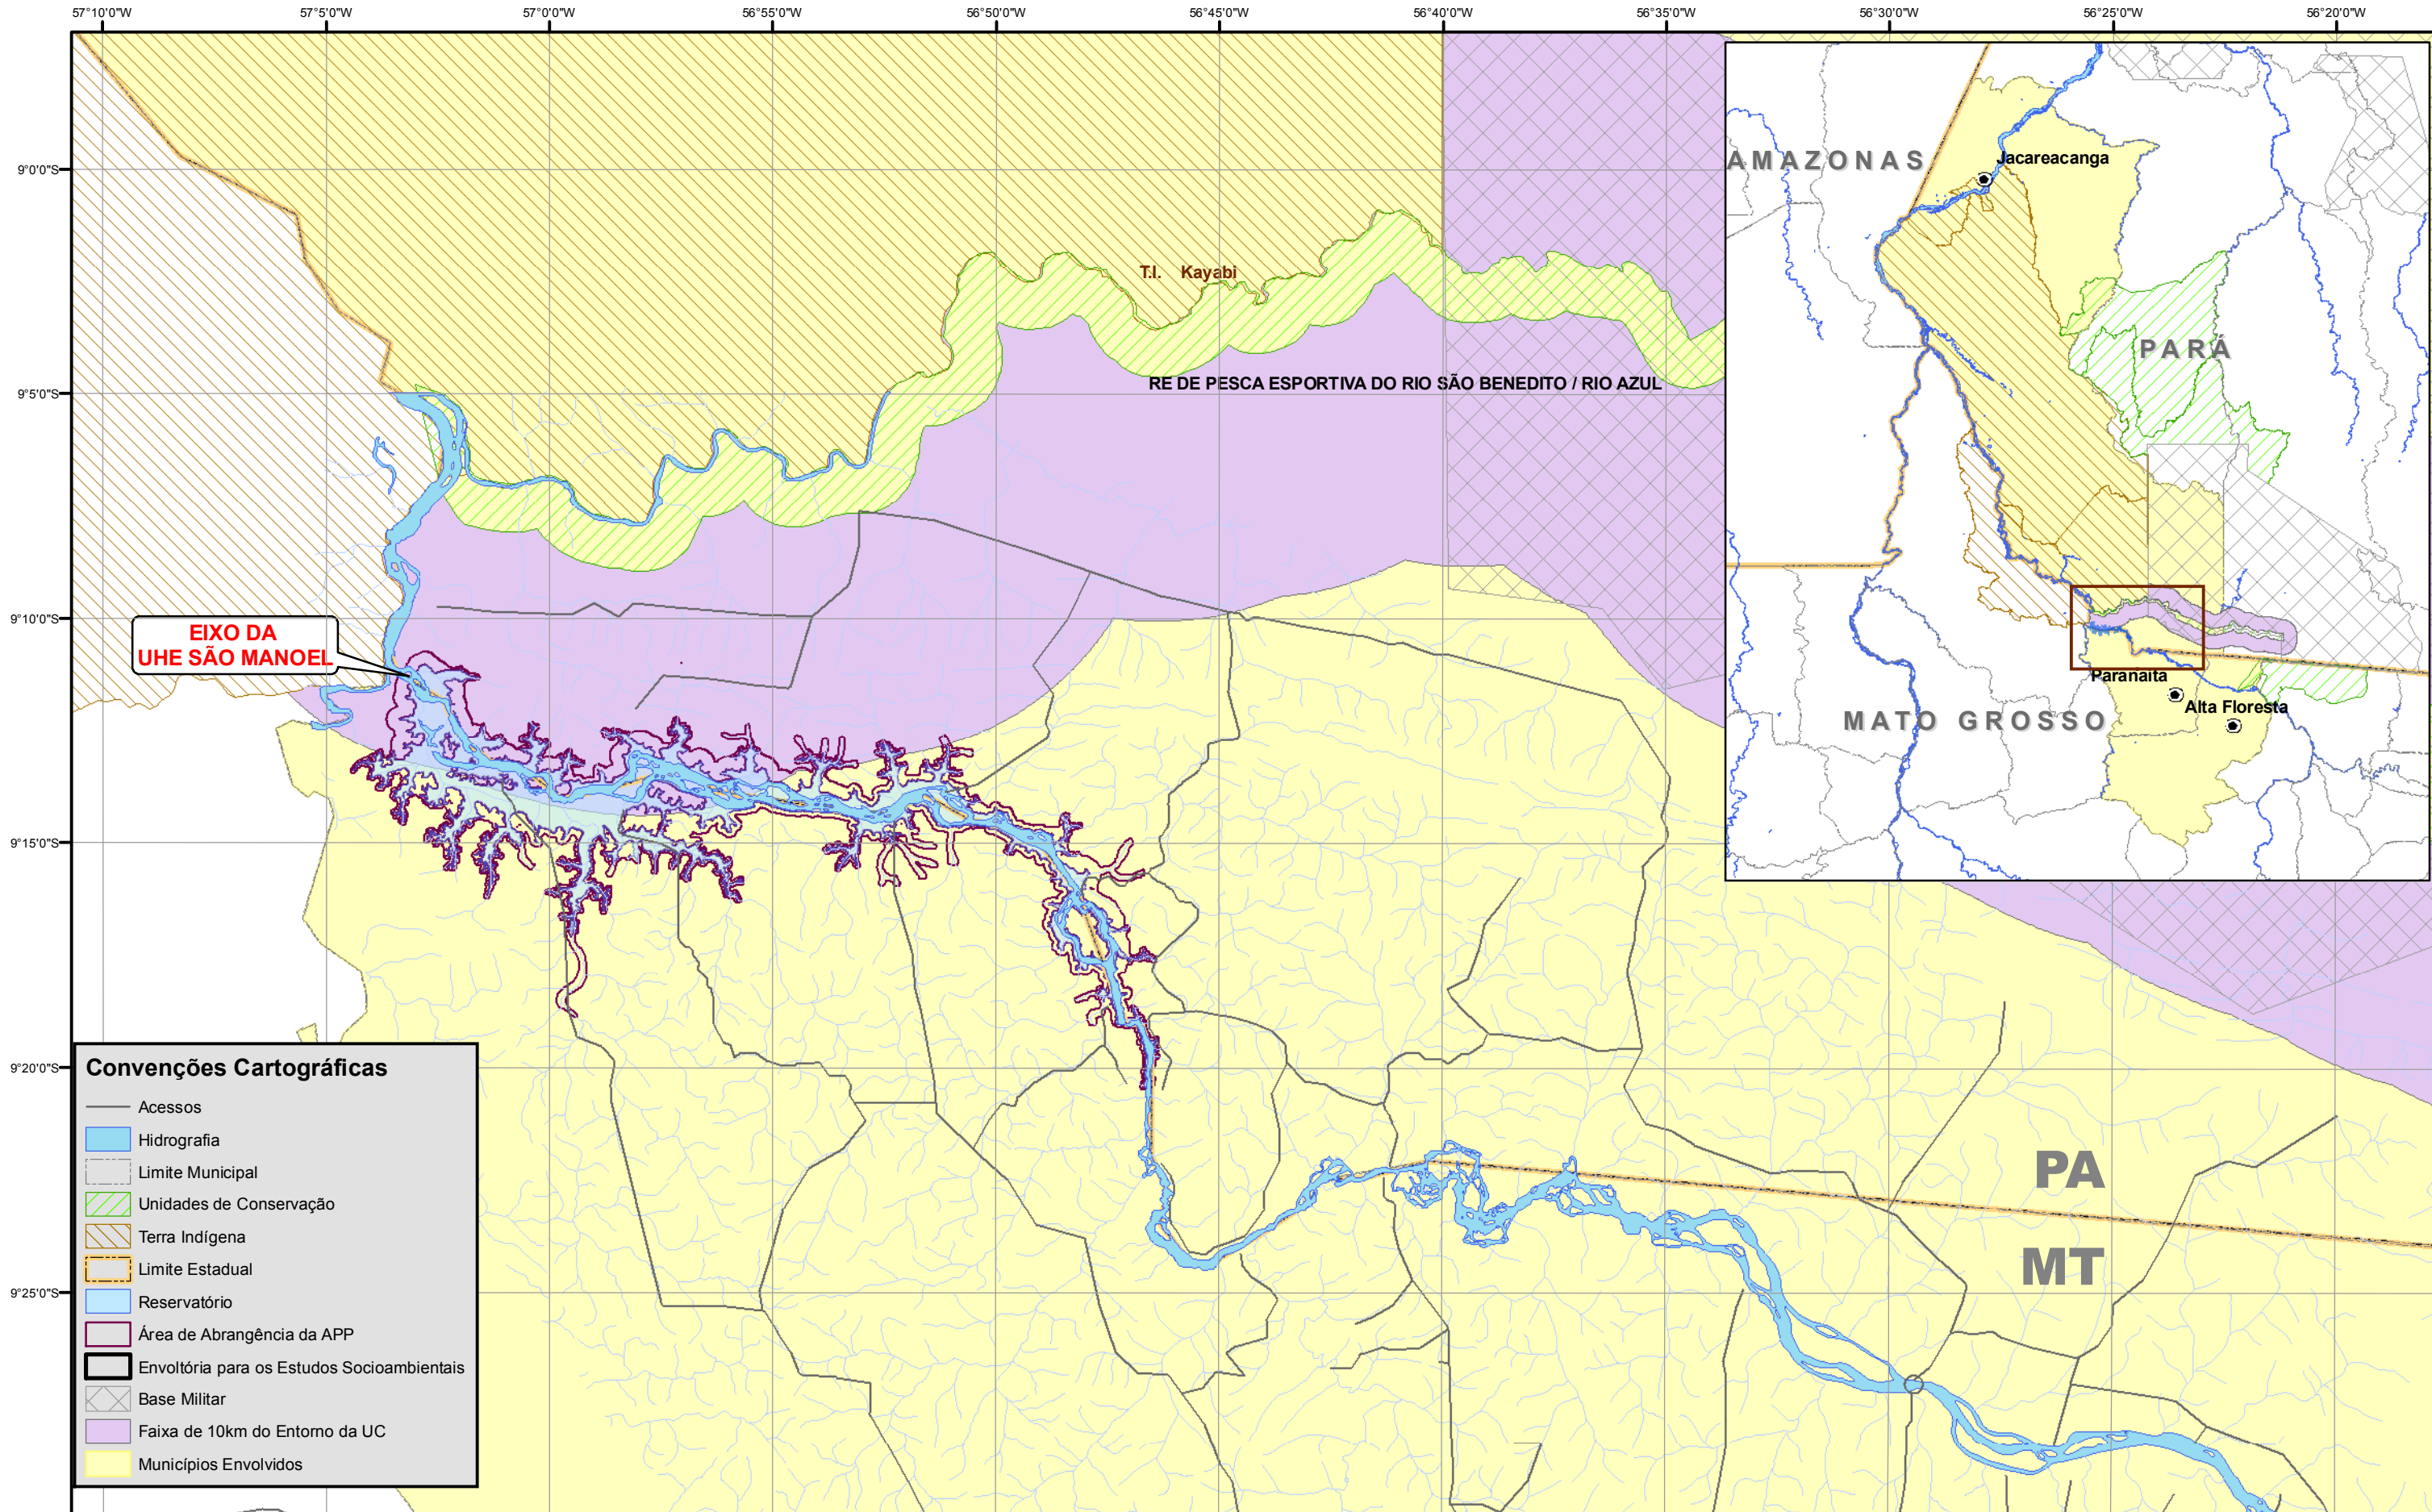 57°10'0"W 57°5'0"W 57°0'0"W 56°55'0"W 56°50'0"W 56°45'0"W 56°40'0"W 56°35'0"W 56°30'0"W 56°25'0"W 56°20'0"W
9°0'0"S
9°5'0"S
9°10'0"S
9°15'0"S
9°20'0"S
9°25'0"S
T.I. Kayabi
RE DE PESCA ESPORTIVA DO RIO SÃO BENEDITO / RIO AZUL
EIXO DA
UHE SÃO MANOEL
AMAZONAS
Jacareacanga
PARÁ
Paranaita
Alta Floresta
MATO GROSSO
PA
MT
Convenções Cartográficas
Acessos
Hidrografia
Limite Municipal
Unidades de Conservação
Terra Indígena
Limite Estadual
Reservatório
Área de Abrangência da APP
Envoltória para os Estudos Socioambientais
Base Militar
Faixa de 10km do Entorno da UC
Municípios Envolvidos